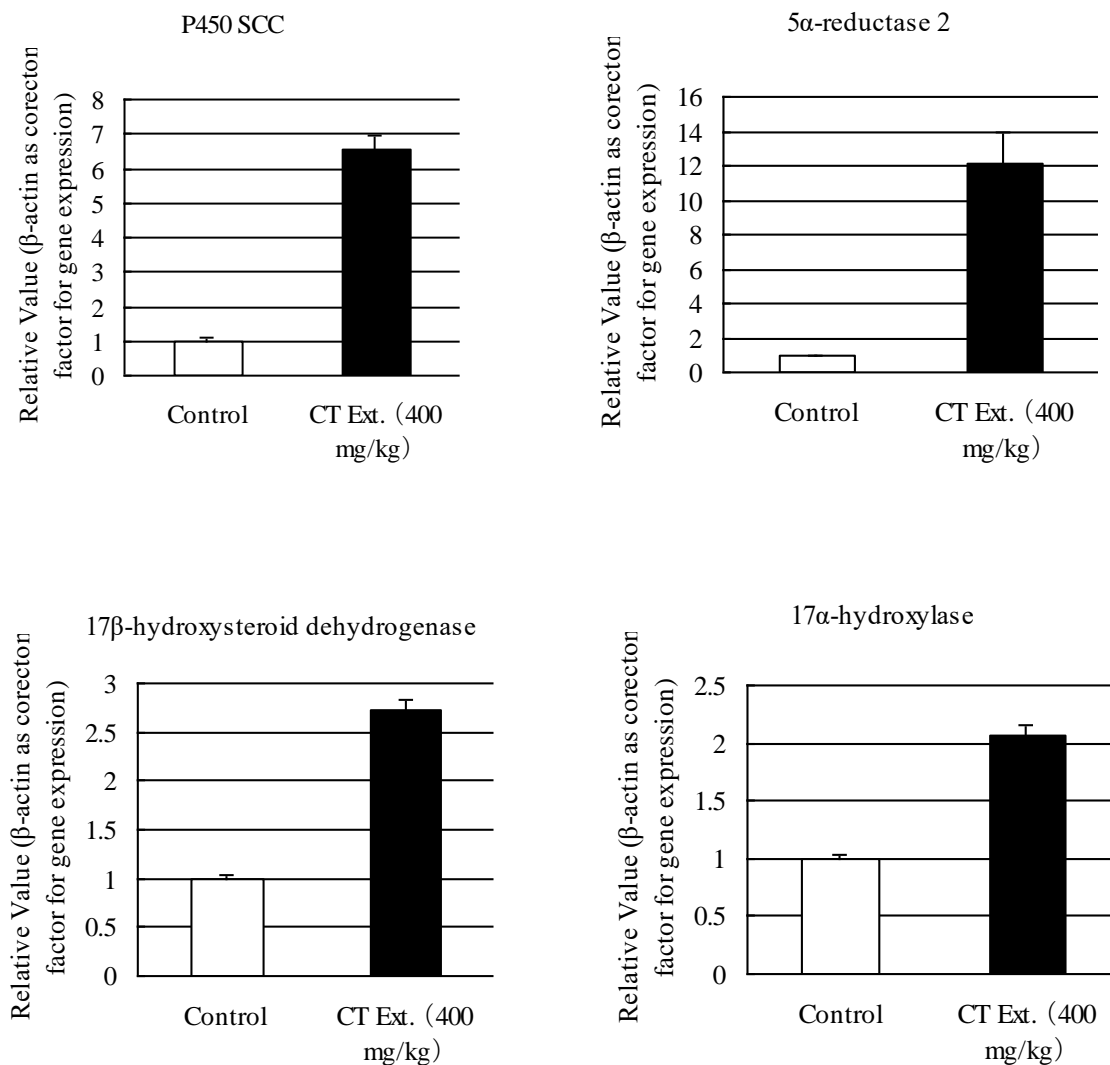 P450 SCC
Relative Value (β-actin as corecton
factor for gene expression)
8
7
6
5
4
3
2
1
0
Control
CT Ext.（400
mg/kg）
5α-reductase 2
Relative Value (β-actin as corecton
factor for gene expression)
16
14
12
10
8
6
4
2
0
Control
CT Ext.（400
mg/kg）
17β-hydroxysteroid dehydrogenase
Relative Value (β-actin as corecton
factor for gene expression)
3
2.5
2
1.5
1
0.5
0
Control
CT Ext.（400
mg/kg）
17α-hydroxylase
Relative Value (β-actin as corecton
factor for gene expression)
2.5
2
1.5
1
0.5
0
Control
CT Ext.（400
mg/kg）